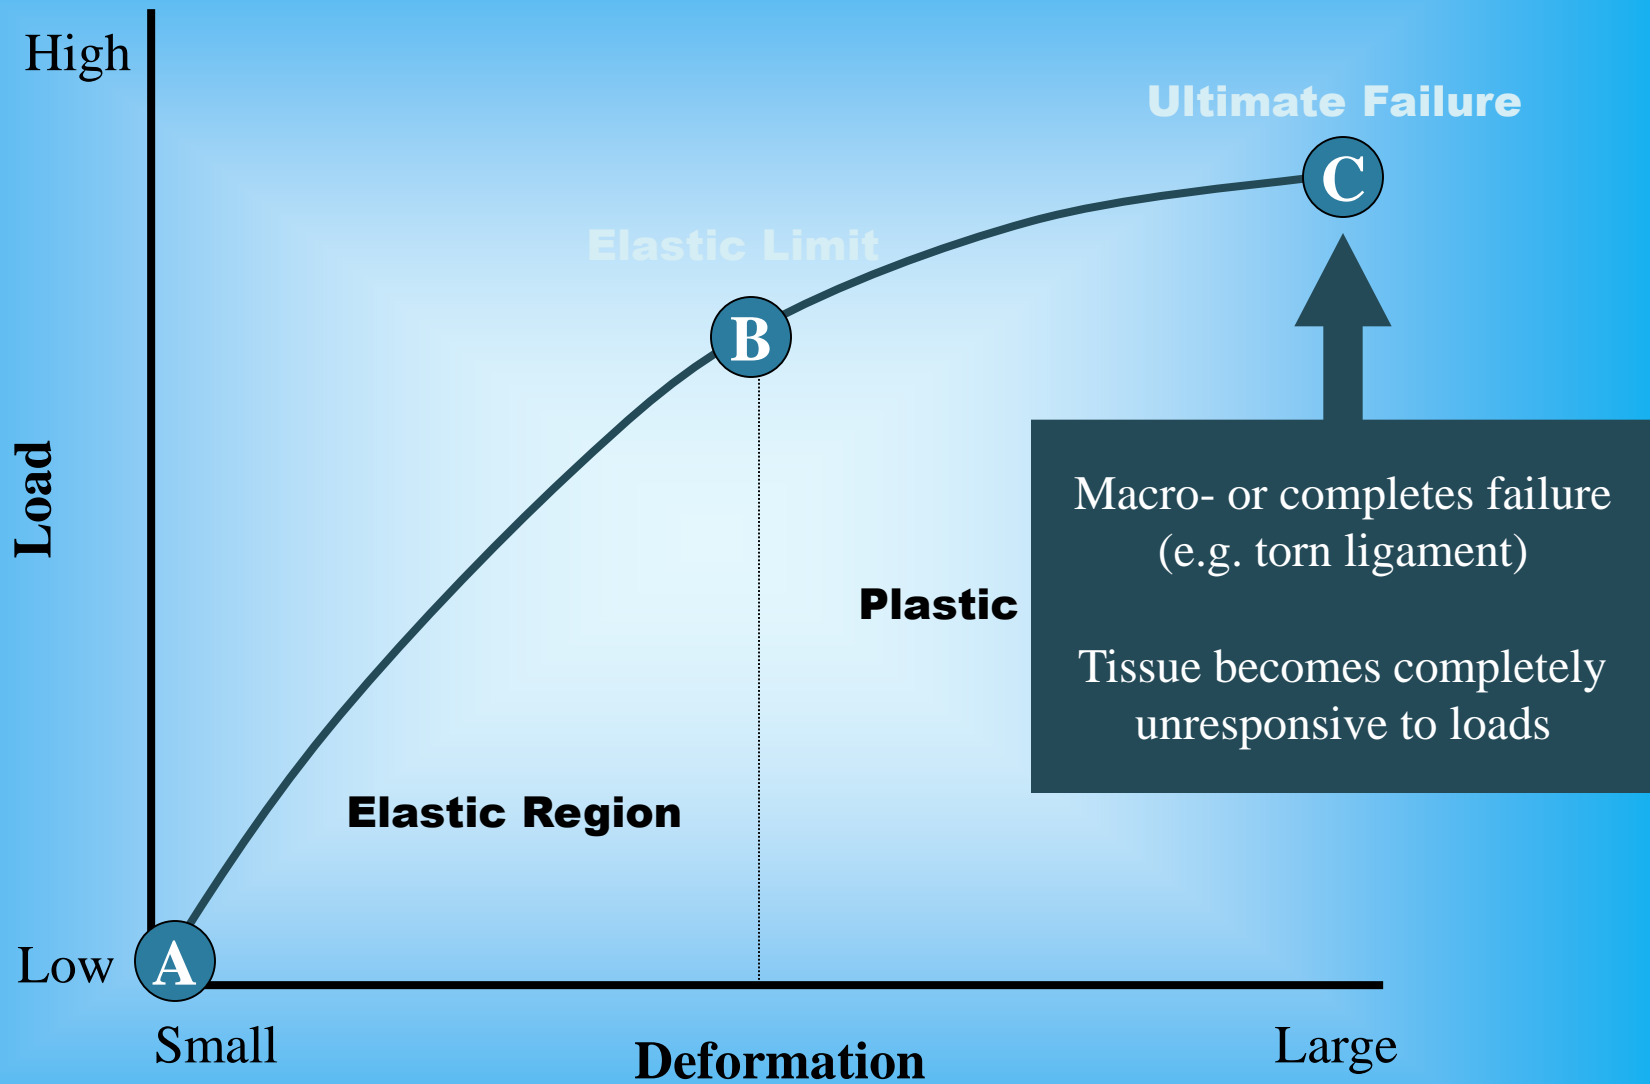 High
Ultimate Failure
C
Elastic Limit
B
Load
Macro- or completes failure
(e.g. torn ligament)
Plastic
Tissue becomes completely
unresponsive to loads
Elastic Region
A
Low
Small
Deformation
Large